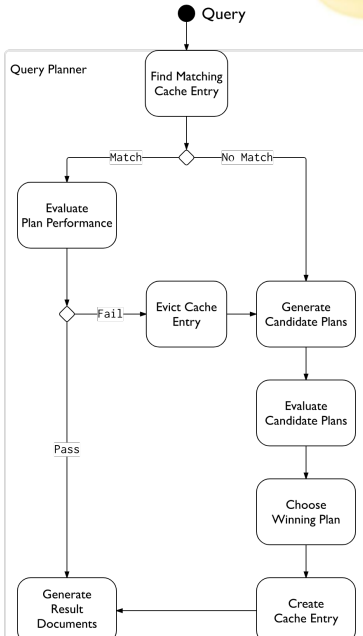 Query
Query Planner
Find Matching
Cache Entry
Match
No Match
Evaluate
Plan Performance
Fail
Evict Cache
Entry
Generate
Candidate Plans
Evaluate
Candidate Plans
Pass
Choose
Winning Plan
Generate
Result
Documents
Create
Cache Entry